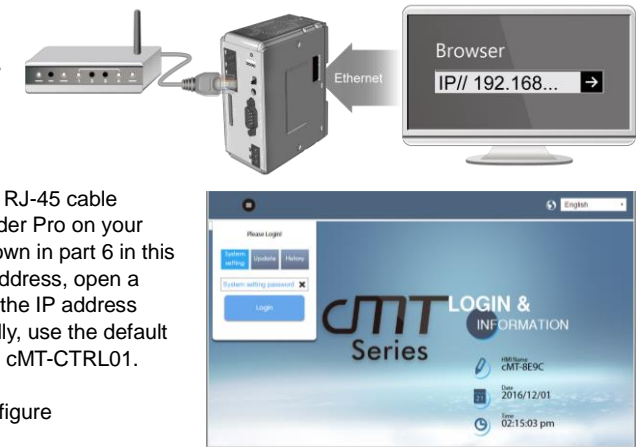 Browser
IP// 192.168...
Ethernet
RJ-45 cable
der Pro on your
own in part 6 in this
address, open a
the IP address
lly, use the default
cMT-CTRL01.
figure
English
Please Login!
System setting
Update
History
System setting password
Login
cMT
Series
LOGIN &
INFORMATION
HMI Name
cMT-8E9C
Date
2016/12/01
21
Time
02:15:03 pm